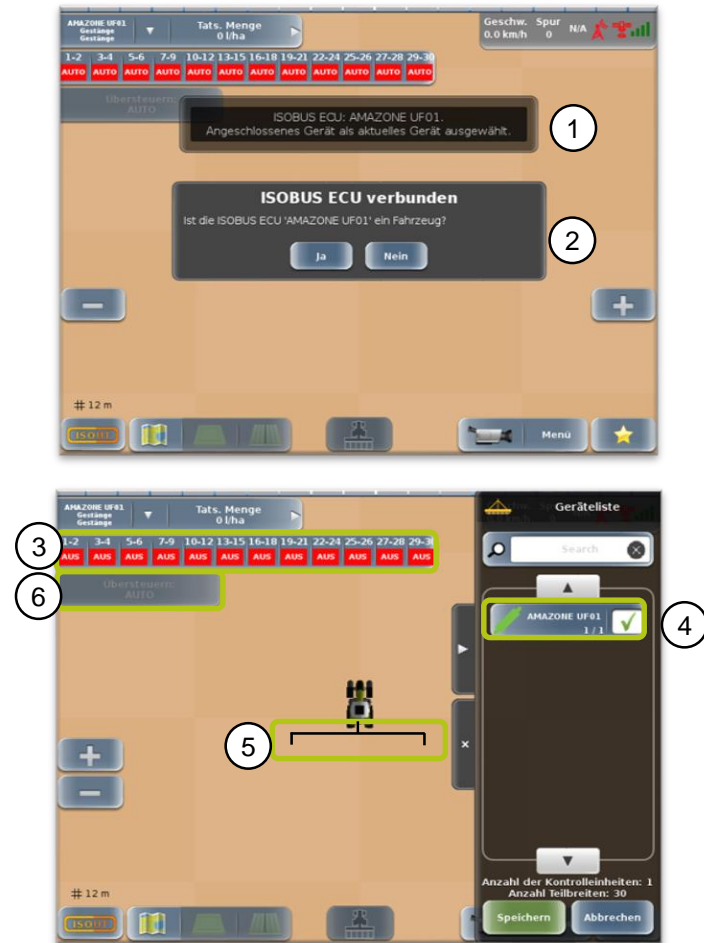 AMAZONE UF01
Gestänge
Gestänge
Tats. Menge
0 l/ha
Geschw.
0.0 km/h
Spur
0
N/A
1-2 3-4 5-6 7-9 10-12 13-15 16-18 19-21 22-24 25-26 27-28 29-30
AUTO AUTO AUTO AUTO AUTO AUTO AUTO AUTO AUTO AUTO AUTO AUTO
Übersteuern:
AUTO
ISOBUS ECU: AMAZONE UF01.
Angeschlossenes Gerät als aktuelles Gerät ausgewählt.
1
ISOBUS ECU verbunden
Ist die ISOBUS ECU 'AMAZONE UF01' ein Fahrzeug?
Ja Nein
2
12 m
Menü
AMAZONE UF01
Gestänge
Gestänge
Tats. Menge
0 l/ha
Geräteliste
3
1-2 3-4 5-6 7-9 10-12 13-15 16-18 19-21 22-24 25-26 27-28 29-3
AUS AUS AUS AUS AUS AUS AUS AUS AUS AUS AUS AUS
Search
6
Übersteuern:
AUTO
AMAZONE UF01
1 / 1
4
5
12 m
Anzahl der Kontrolleinheiten: 1
Anzahl Teilbreiten: 30
Speichern Abbrechen